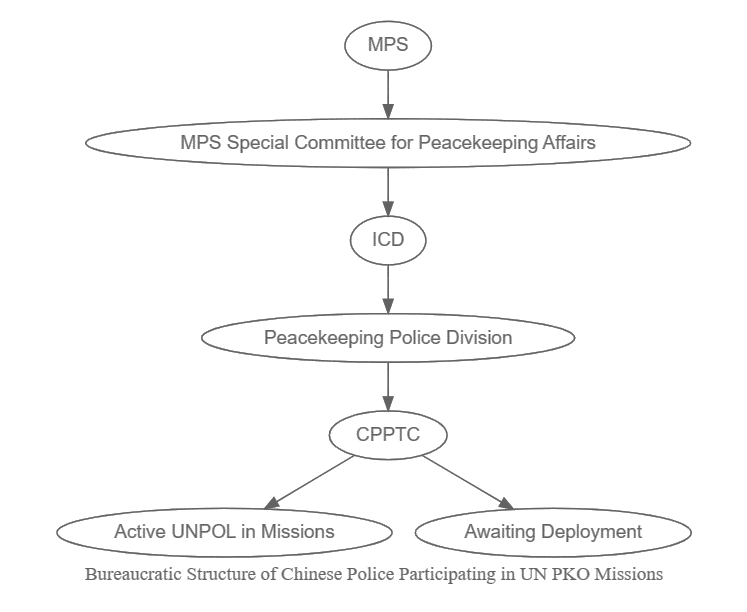 MPS
MPS Special Committee for Peacekeeping Affairs
ICD
Peacekeeping Police Division
CPPTC
Active UNPOL in Missions
Awaiting Deployment
Bureaucratic Structure of Chinese Police Participating in UN PKO Missions